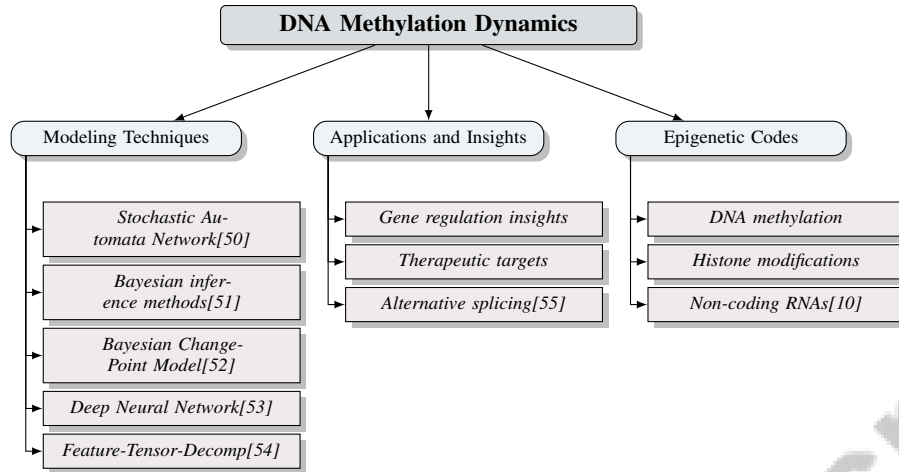 DNA Methylation Dynamics
Modeling Techniques
Stochastic Au-
tomata Network[50]
Bayesian infer-
ence methods[51]
Bayesian Change-
Point Model[52]
Deep Neural Network[53]
Feature-Tensor-Decomp[54]
Applications and Insights
Gene regulation insights
Therapeutic targets
Alternative splicing[55]
Epigenetic Codes
DNA methylation
Histone modifications
Non-coding RNAs[10]